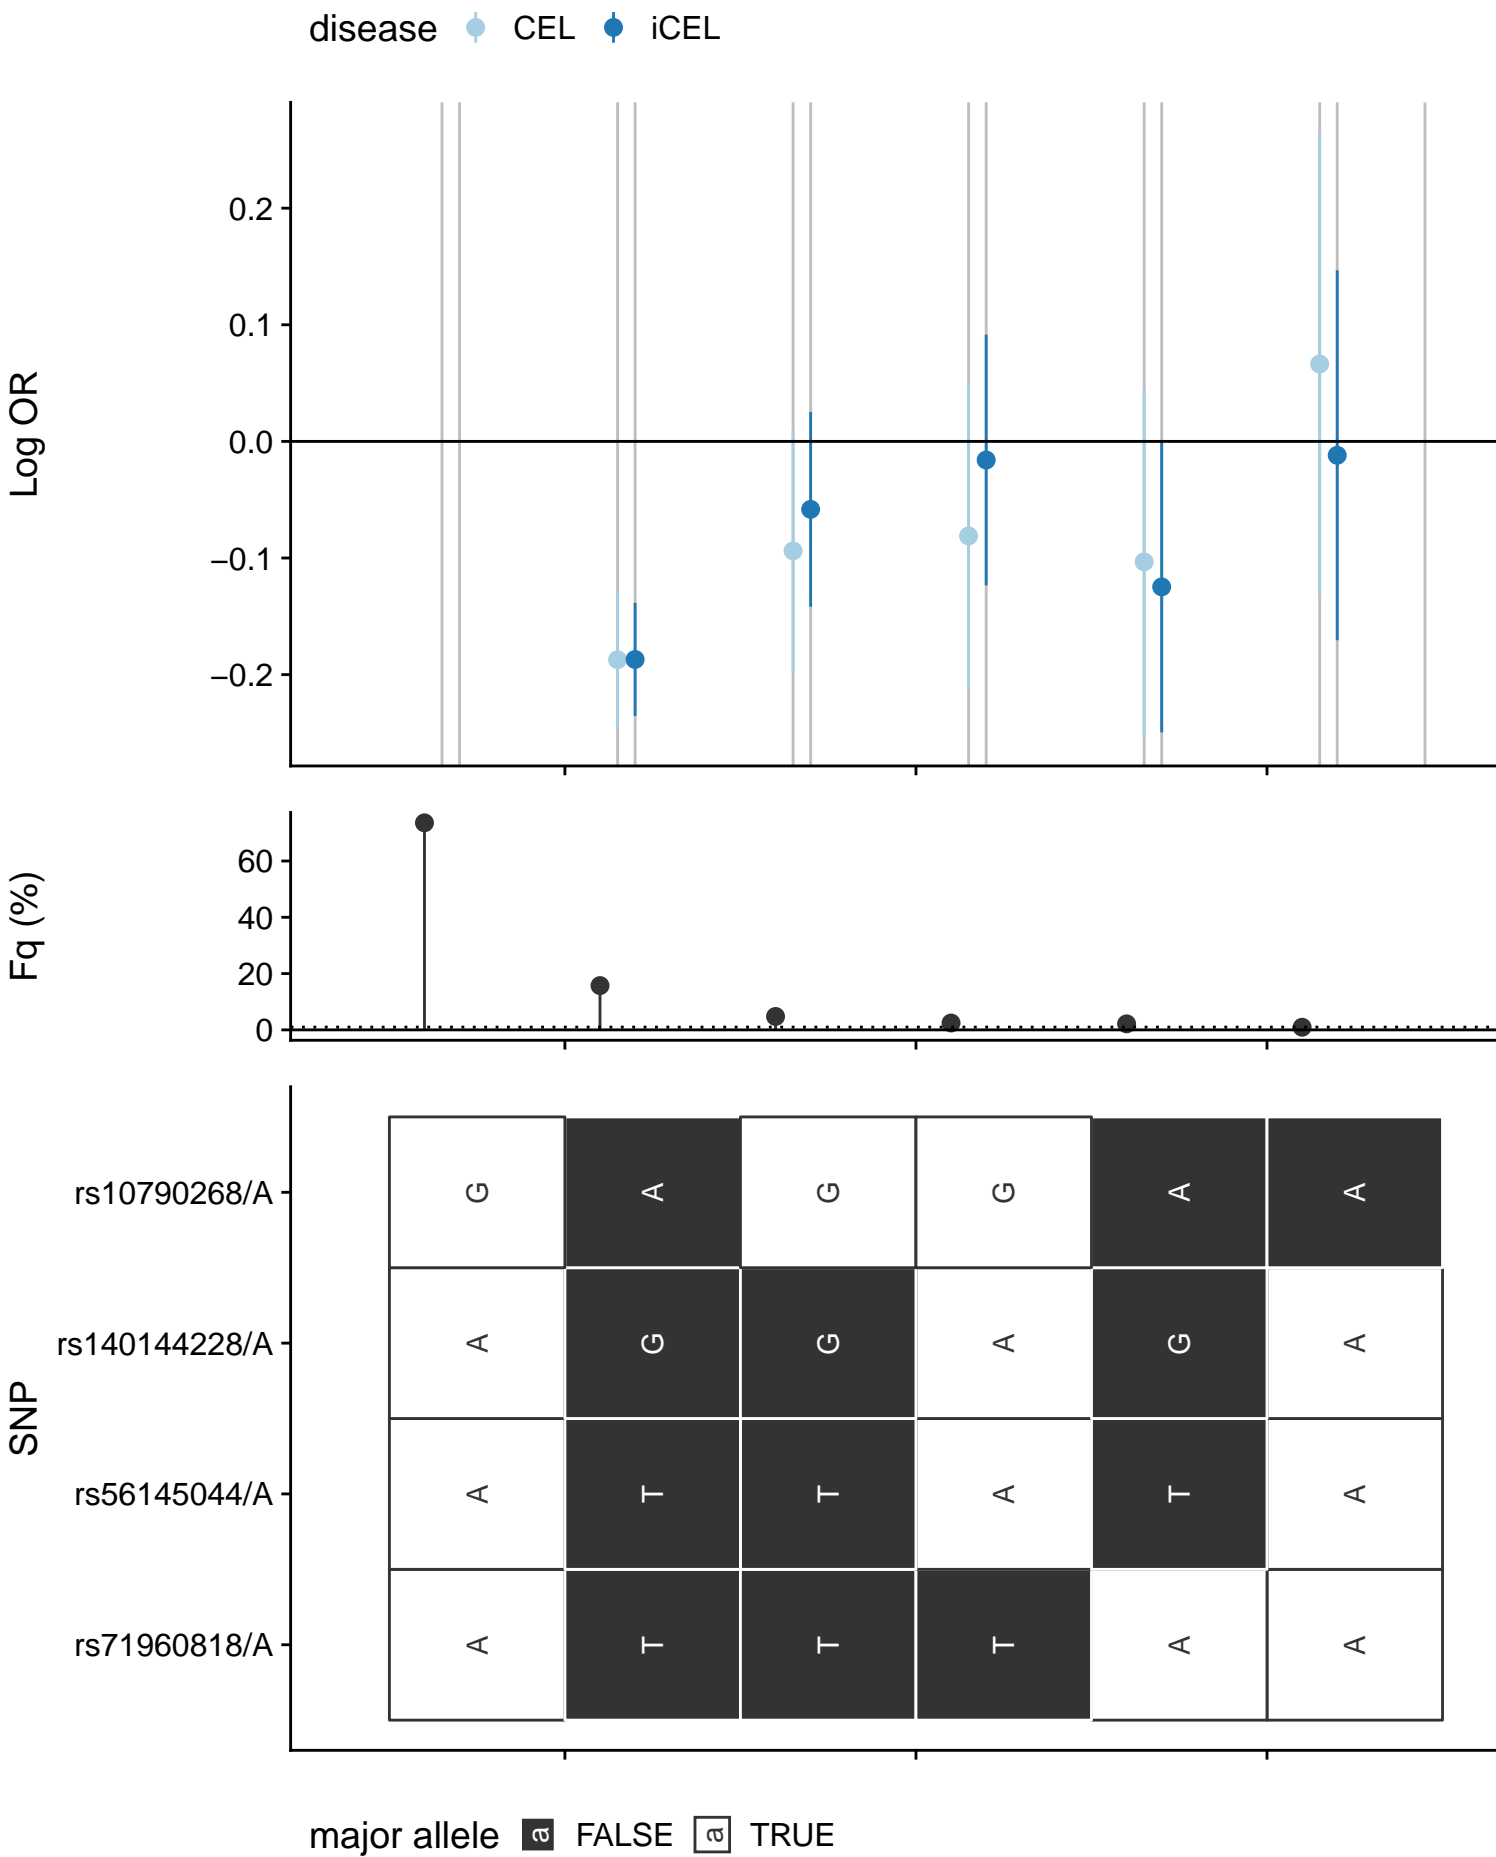 disease CEL iCEL
Log OR
0.2
0.1
0.0
−0.1
−0.2
Fq (%)
60
40
20
0
SNP
rs10790268/A G A G G A A
rs140144228/A A G G A G A
rs56145044/A A T T A T A
rs71960818/A A T T T A A
major allele a FALSE a TRUE